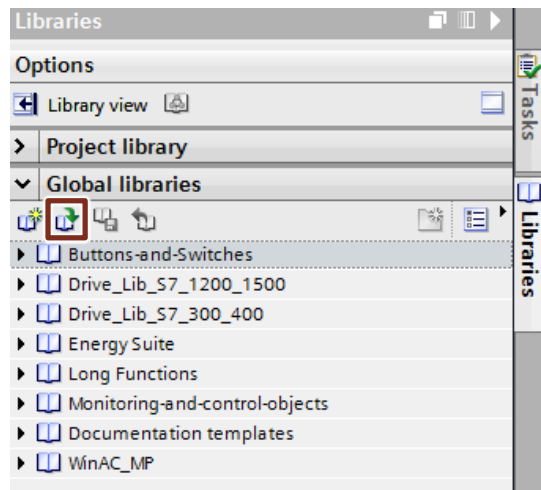 Libraries
Options
Library view
Project library
Global libraries
Buttons-and-Switches
Drive_Lib_S7_1200_1500
Drive_Lib_S7_300_400
Energy Suite
Long Functions
Monitoring-and-control-objects
Documentation templates
WinAC_MP
Tasks
Libraries